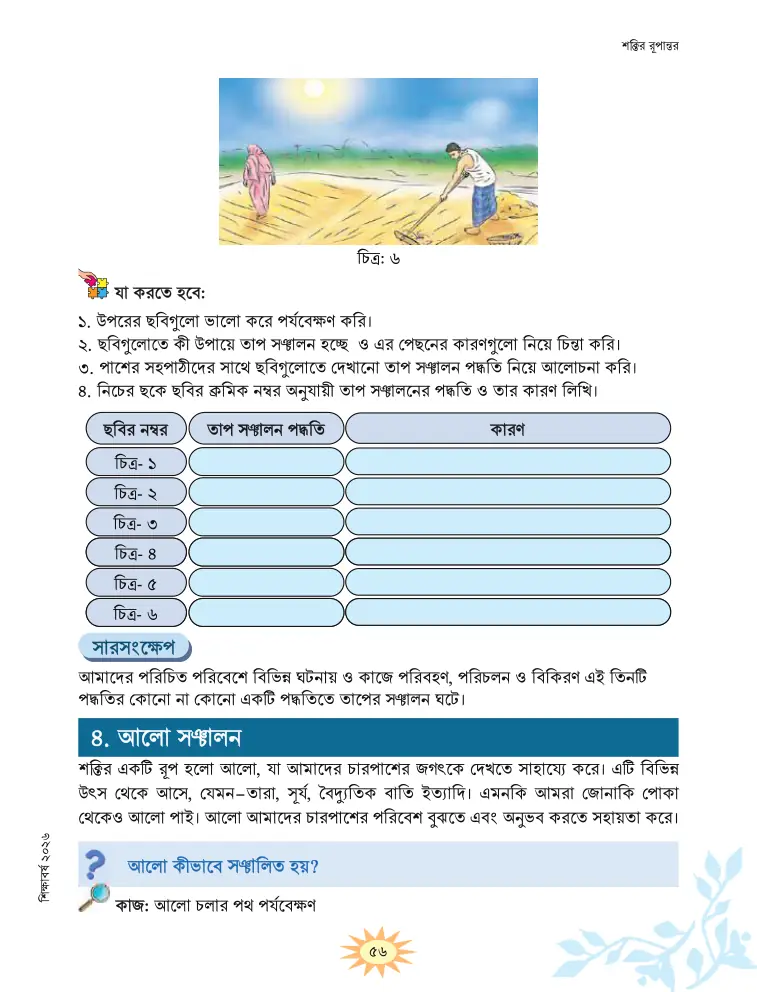 শক্তির রূপান্তর
চিত্র: ৬
যা করতে হবে:
১. উপরের ছবিগুলো ভালো করে পর্যবেক্ষণ করি।
২. ছবিগুলোতে কী উপায়ে তাপ সঞ্চালন হচ্ছে ও এর পেছনের কারণগুলো নিয়ে চিন্তা করি।
৩. পাশের সহপাঠীদের সাথে ছবিগুলোতে দেখানো তাপ সঞ্চালন পদ্ধতি নিয়ে আলোচনা করি।
৪. নিচের ছকে ছবির ক্রমিক নম্বর অনুযায়ী তাপ সঞ্চালনের পদ্ধতি ও তার কারণ লিখি।
ছবির নম্বর তাপ সঞ্চালন পদ্ধতি কারণ
চিত্র- ১
চিত্র- ২
চিত্র- ৩
চিত্র- ৪
চিত্র- ৫
চিত্র- ৬
সারসংক্ষেপ
আমাদের পরিচিত পরিবেশে বিভিন্ন ঘটনায় ও কাজে পরিবহণ, পরিচলন ও বিকিরণ এই তিনটি
পদ্ধতির কোনো না কোনো একটি পদ্ধতিতে তাপের সঞ্চালন ঘটে।
৪. আলো সঞ্চালন
শক্তির একটি রূপ হলো আলো, যা আমাদের চারপাশের জগৎকে দেখতে সাহায্যে করে। এটি বিভিন্ন
উৎস থেকে আসে, যেমন–তারা, সূর্য, বৈদ্যুতিক বাতি ইত্যাদি। এমনকি আমরা জোনাকি পোকা
থেকেও আলো পাই। আলো আমাদের চারপাশের পরিবেশ বুঝতে এবং অনুভব করতে সহায়তা করে।
আলো কীভাবে সঞ্চালিত হয়?
কাজ: আলো চলার পথ পর্যবেক্ষণ
শিক্ষাবর্ষ ২০২৬
৫৬